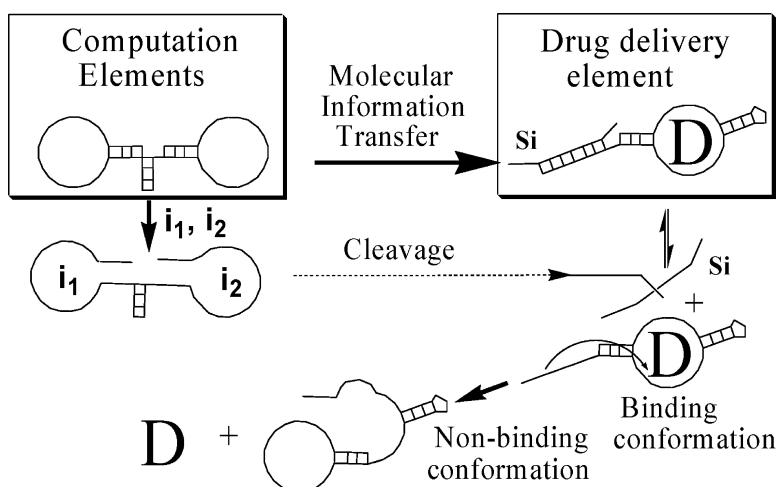 Computation
Elements
Molecular
Information
Transfer
Drug delivery
element
Si
D
i1, i2
i1
i2
Cleavage
Si
+
D
Binding
conformation
D
+
Non-binding
conformation